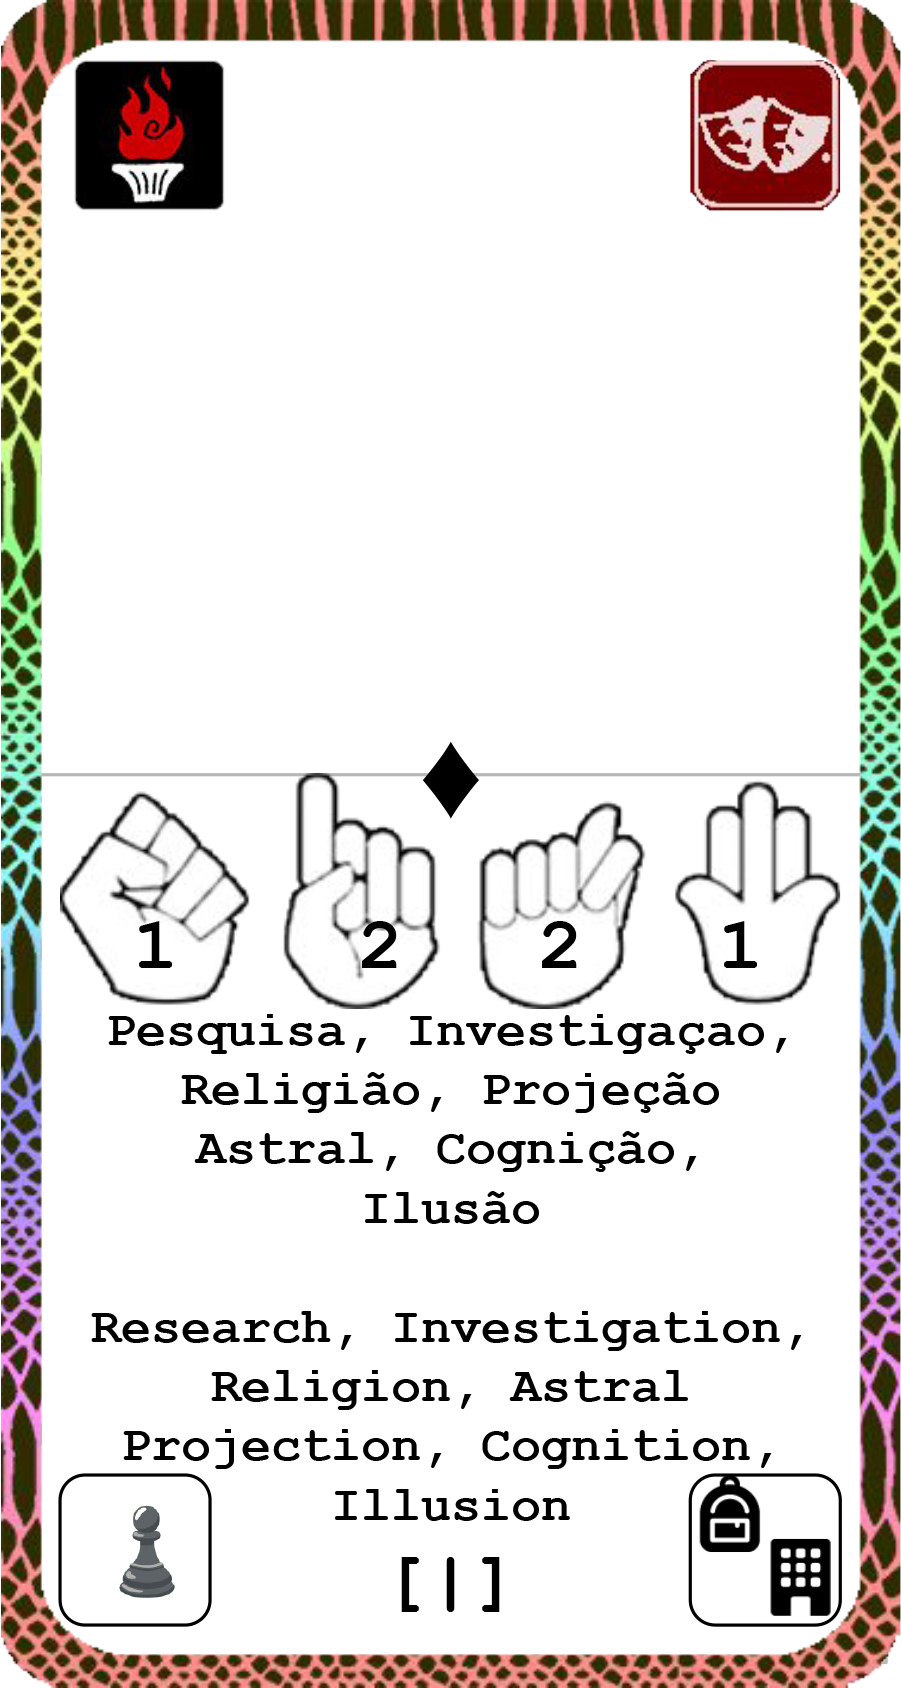 1 2 2 1
Pesquisa, Investigaçao,
Religião, Projeção
Astral, Cognição,
Ilusão
Research, Investigation,
Religion, Astral
Projection, Cognition,
Illusion
[|]